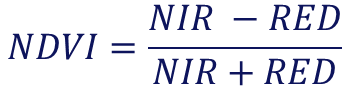 NDVI = (NIR − RED) / (NIR + RED)